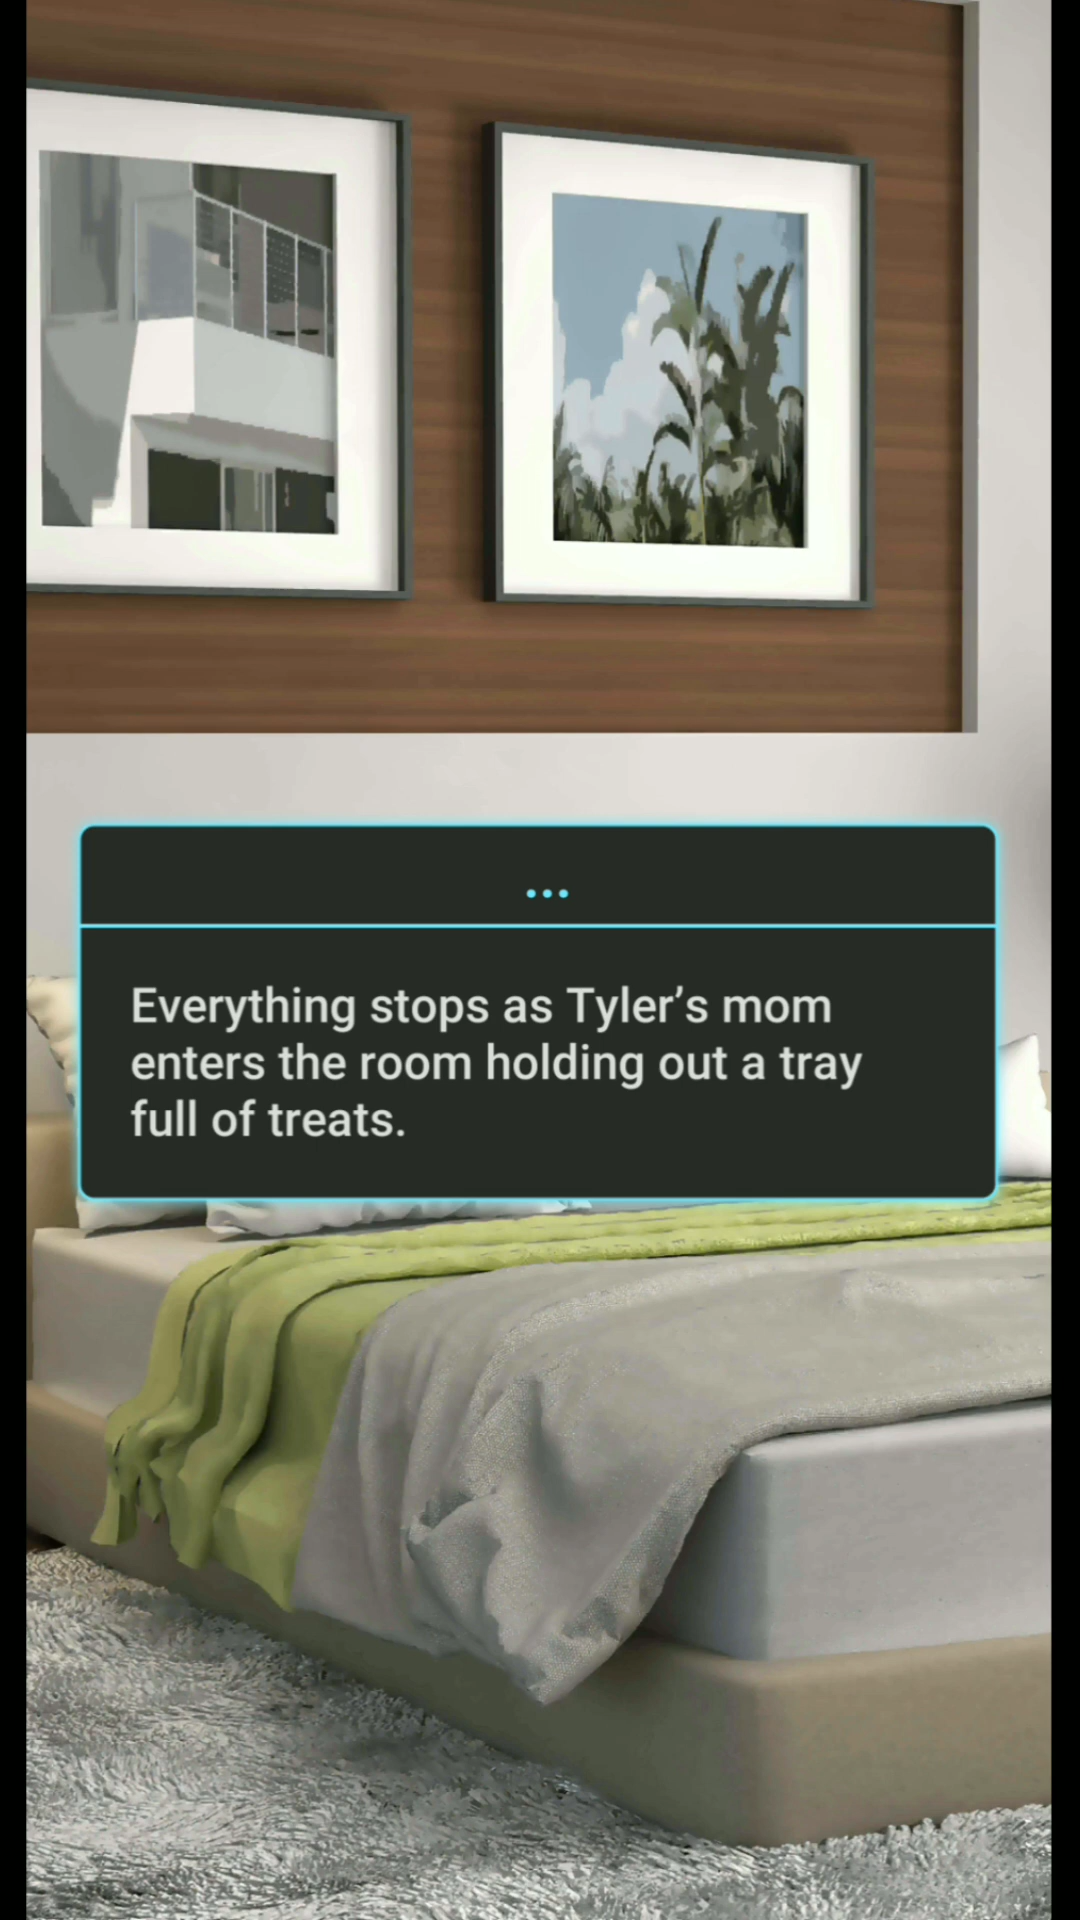 ...
Everything stops as Tyler’s mom
enters the room holding out a tray
full of treats.